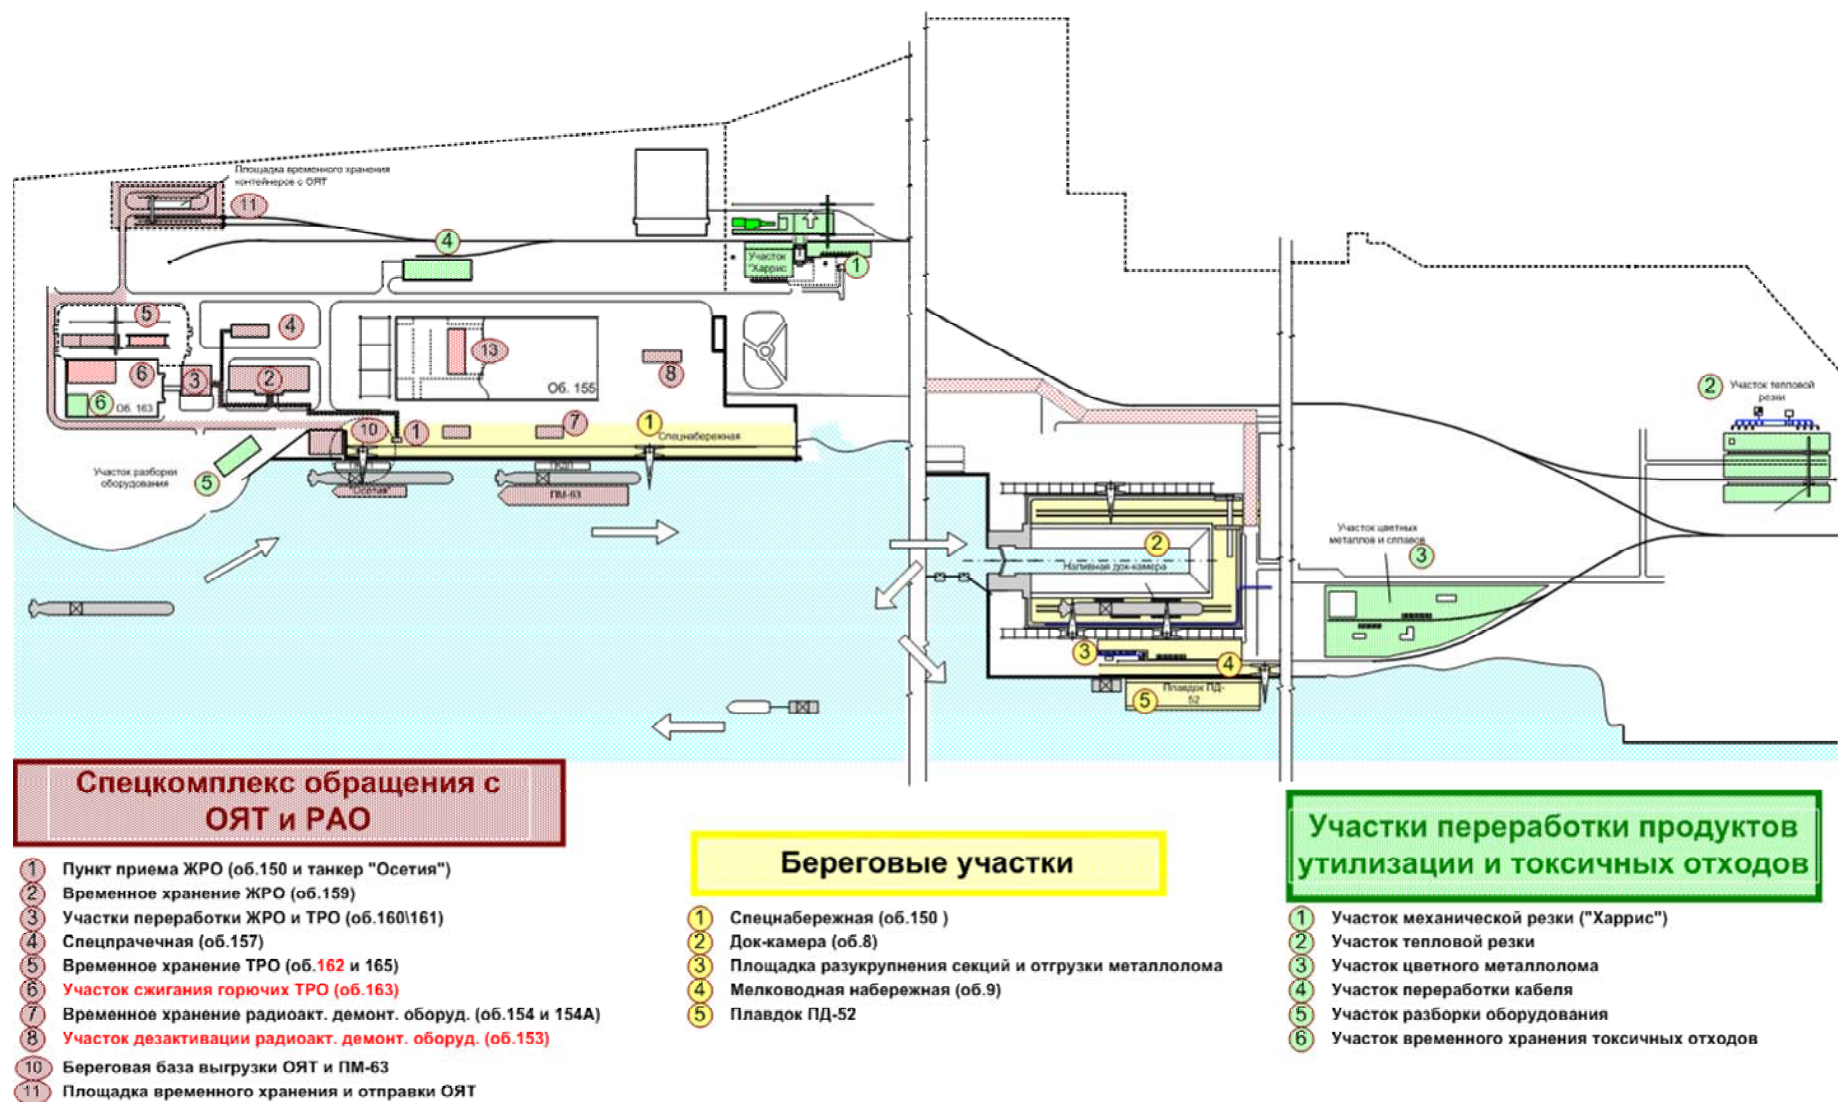 Площадка временного хранения
контейнеров с ОЯТ
11
4
Участок
"Харрис
1
5
4
3
6
2
6
Об. 163
13
8
Об. 155
10
1
7
1
Спецнабережная
Участок разборки
оборудования
5
"Осетия"
ПМ-63
2
Участок тепловой
резки
2
Наливная док-камера
Участок цветных
металлов и сплавов
3
3
4
5
Плавдок ПД-
52
Спецкомплекс обращения с
ОЯТ и РАО
1 Пункт приема ЖРО (об.150 и танкер "Осетия")
2 Временное хранение ЖРО (об.159)
3 Участки переработки ЖРО и ТРО (об.160\161)
4 Спецпрачечная (об.157)
5 Временное хранение ТРО (об.162 и 165)
6 Участок сжигания горючих ТРО (об.163)
7 Временное хранение радиоакт. демонт. оборуд. (об.154 и 154А)
8 Участок дезактивации радиоакт. демонт. оборуд. (об.153)
10 Береговая база выгрузки ОЯТ и ПМ-63
11 Площадка временного хранения и отправки ОЯТ
Береговые участки
1 Спецнабережная (об.150 )
2 Док-камера (об.8)
3 Площадка разукрупнения секций и отгрузки металлолома
4 Мелководная набережная (об.9)
5 Плавдок ПД-52
Участки переработки продуктов
утилизации и токсичных отходов
1 Участок механической резки ("Харрис")
2 Участок тепловой резки
3 Участок цветного металлолома
4 Участок переработки кабеля
5 Участок разборки оборудования
6 Участок временного хранения токсичных отходов